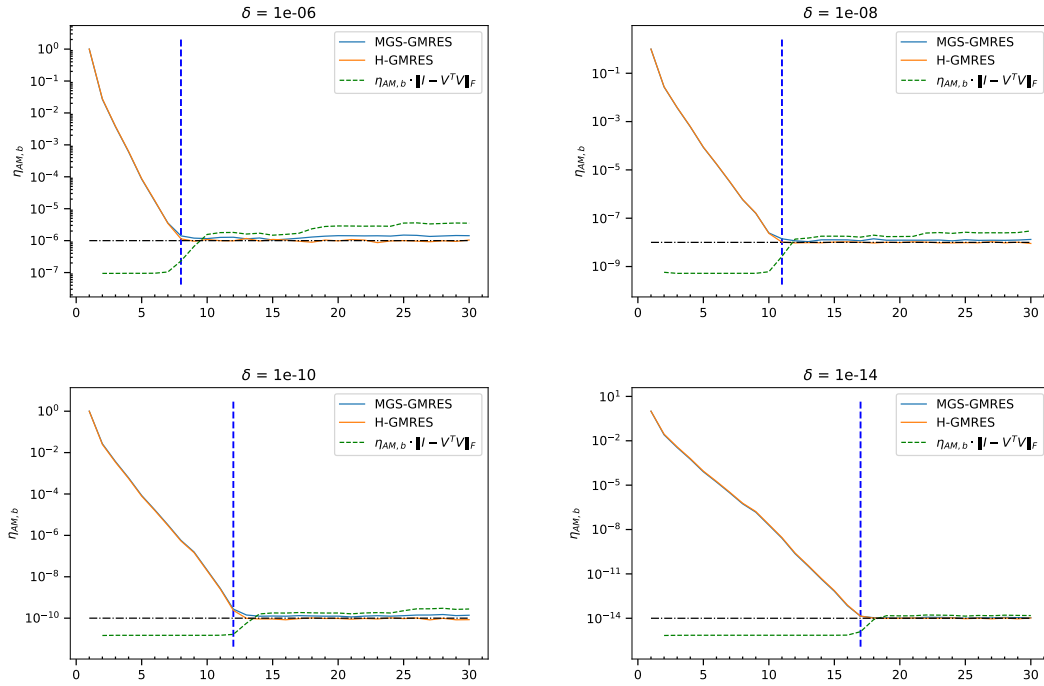 δ = 1e-06
MGS-GMRES
H-GMRES
η_{AM, b} · ‖I − V^T V‖_F
η_{AM, b}
10^0
10^{-1}
10^{-2}
10^{-3}
10^{-4}
10^{-5}
10^{-6}
10^{-7}
0 5 10 15 20 25 30
δ = 1e-08
MGS-GMRES
H-GMRES
η_{AM, b} · ‖I − V^T V‖_F
η_{AM, b}
10^{-1}
10^{-3}
10^{-5}
10^{-7}
10^{-9}
0 5 10 15 20 25 30
δ = 1e-10
MGS-GMRES
H-GMRES
η_{AM, b} · ‖I − V^T V‖_F
η_{AM, b}
10^0
10^{-2}
10^{-4}
10^{-6}
10^{-8}
10^{-10}
0 5 10 15 20 25 30
δ = 1e-14
MGS-GMRES
H-GMRES
η_{AM, b} · ‖I − V^T V‖_F
η_{AM, b}
10^1
10^{-2}
10^{-5}
10^{-8}
10^{-11}
10^{-14}
0 5 10 15 20 25 30